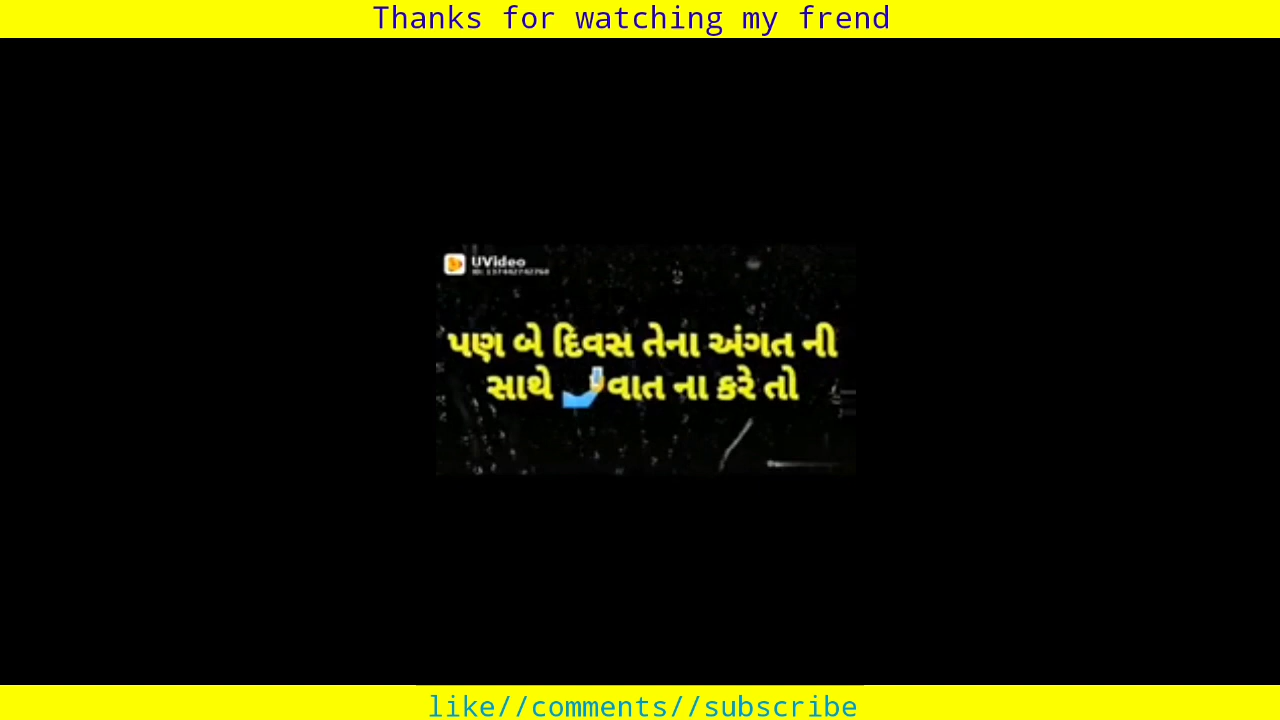 Thanks for watching my frend
UVideo
પણ બે દિવસ તેના અંગત ની
સાથે વાત ના કરે તો
like//comments//subscribe